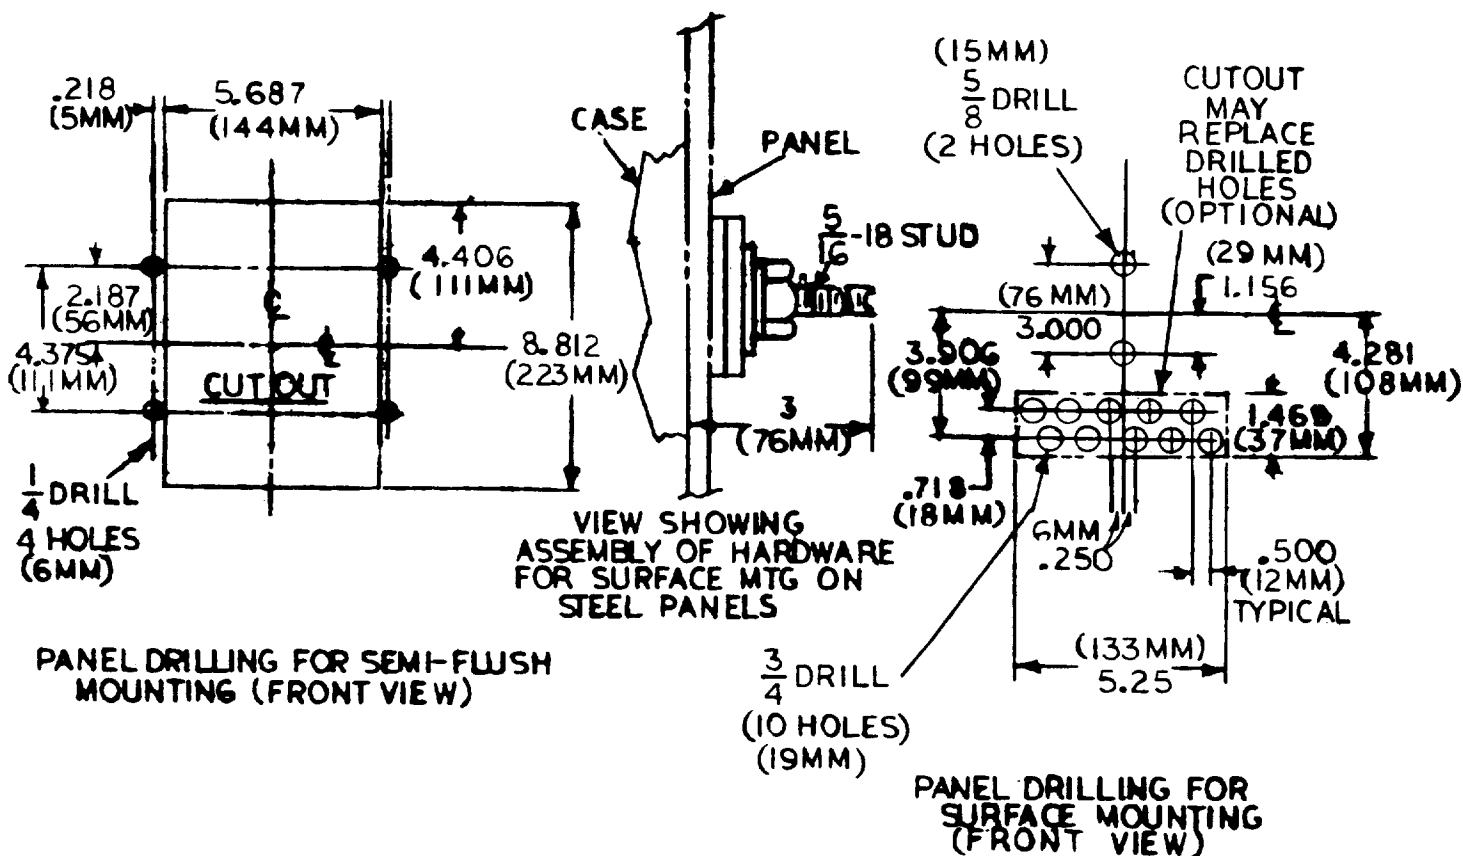 .218
(5MM)
5.687
(144MM)
4.406
(111MM)
2.187
(56MM)
4.375
(111MM)
8.812
(223MM)
CUTOUT
1/4 DRILL
4 HOLES
(6MM)
PANEL DRILLING FOR SEMI-FLUSH
MOUNTING (FRONT VIEW)
CASE
PANEL
5/16-18 STUD
3
(76MM)
VIEW SHOWING
ASSEMBLY OF HARDWARE
FOR SURFACE MTG ON
STEEL PANELS
(15MM)
5/8 DRILL
(2 HOLES)
CUTOUT
MAY
REPLACE
DRILLED
HOLES
(OPTIONAL)
(29MM)
1.156
(76MM)
3.000
3.906
(99MM)
4.281
(108MM)
(37MM)
.718
(18MM)
6MM
.250
.500
(12MM)
TYPICAL
(133MM)
5.25
3/4 DRILL
(10 HOLES)
(19MM)
PANEL DRILLING FOR
SURFACE MOUNTING
(FRONT VIEW)